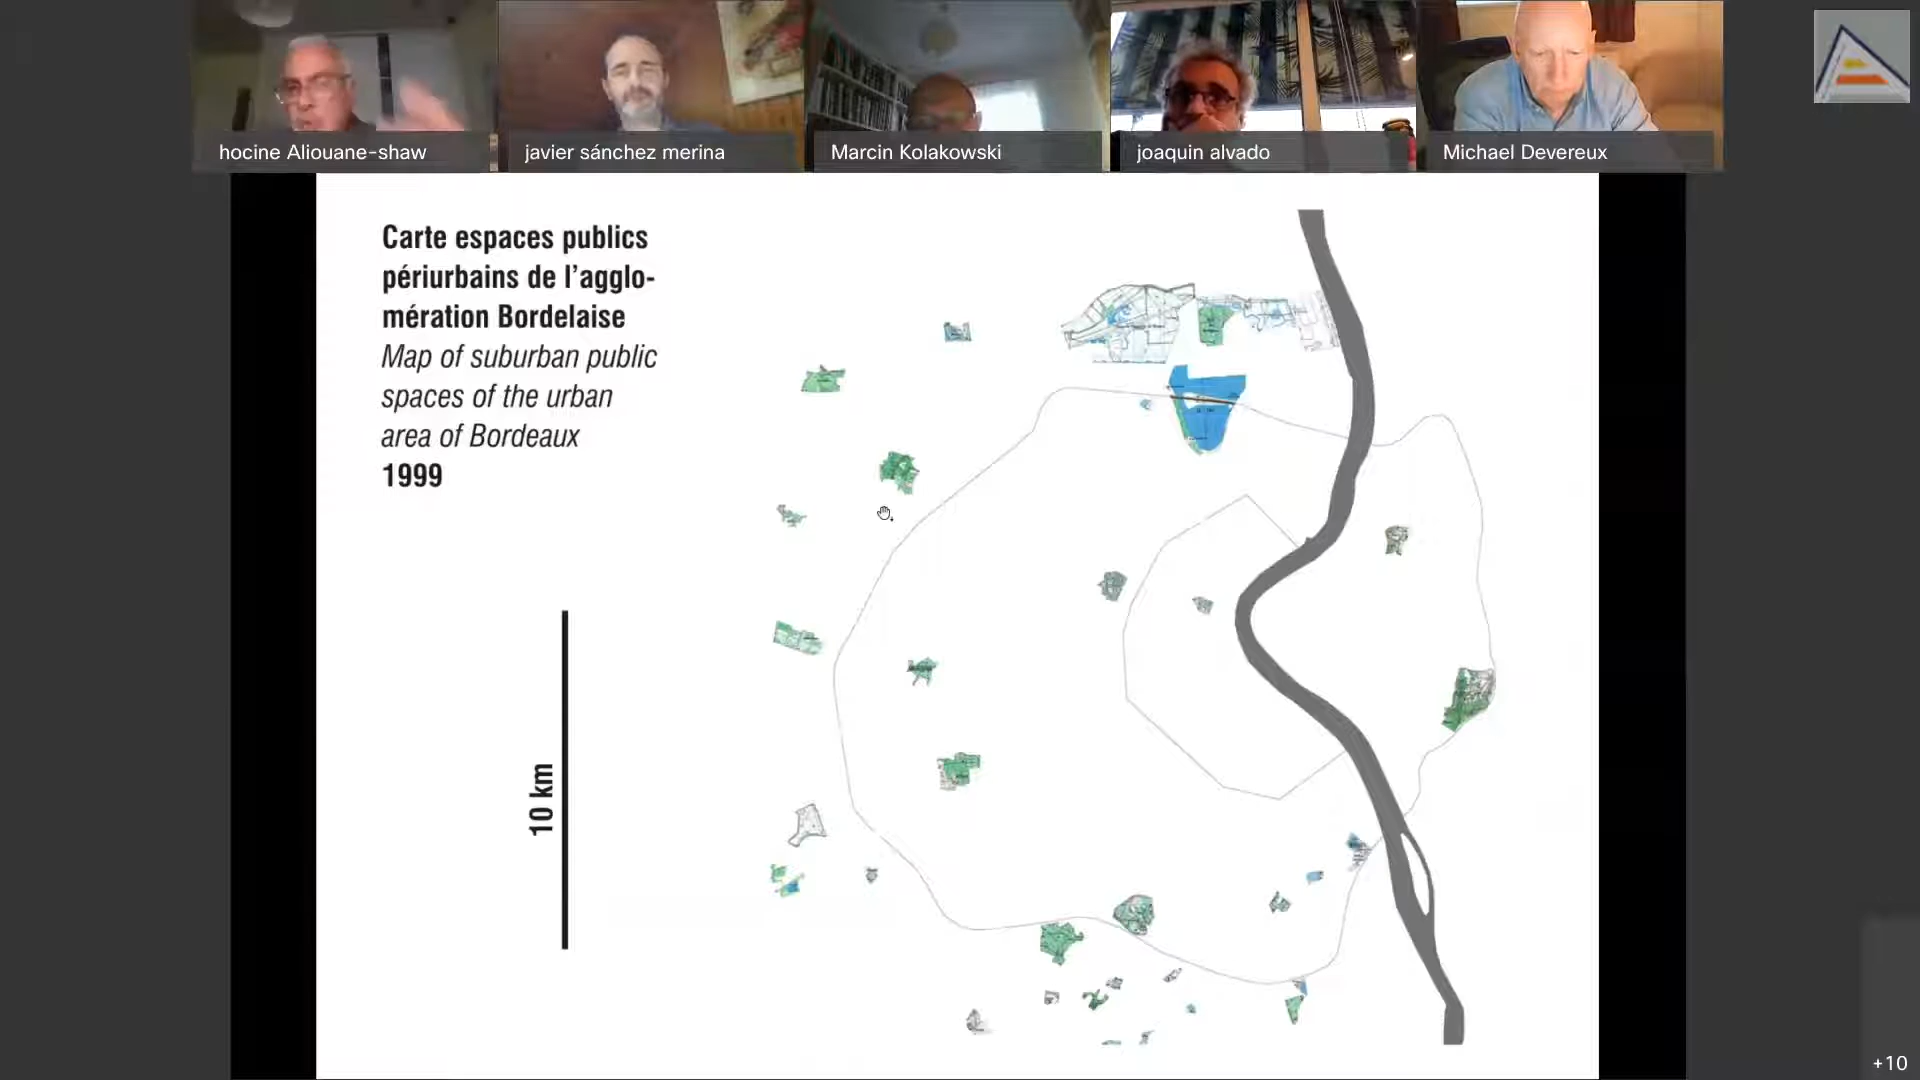 hocine Aliouane-shaw
javier sánchez merina
Marcin Kolakowski
joaquin alvado
Michael Devereux
Carte espaces publics
périurbains de l'agglo-
mération Bordelaise
Map of suburban public
spaces of the urban
area of Bordeaux
1999
10 km
+10